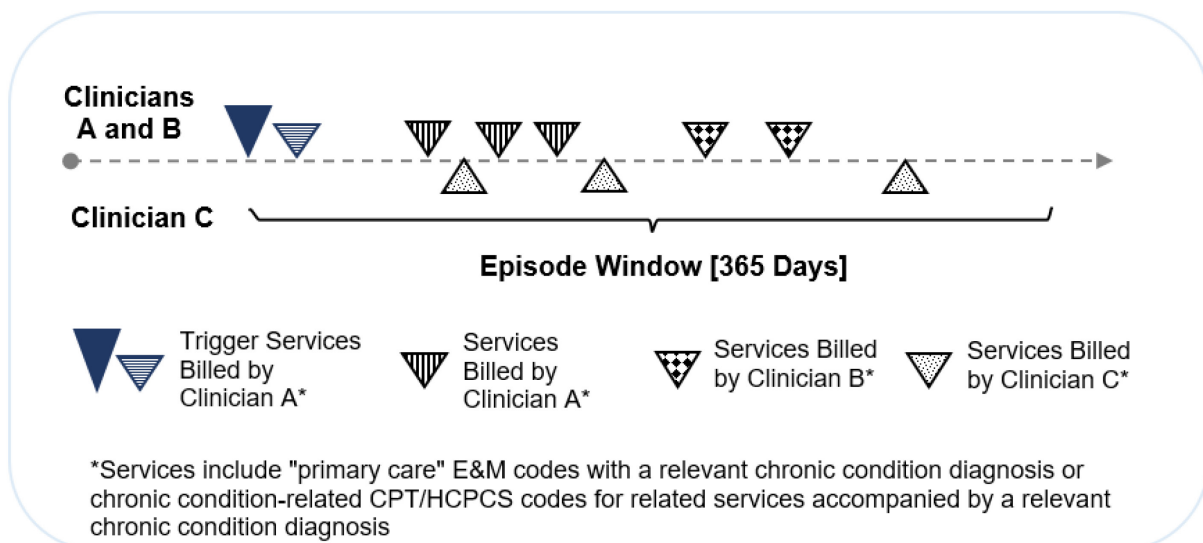 Clinicians
A and B
Clinician C
Episode Window [365 Days]
Trigger Services
Billed by
Clinician A*
Services
Billed by
Clinician A*
Services Billed
by Clinician B*
Services Billed
by Clinician C*
*Services include "primary care" E&M codes with a relevant chronic condition diagnosis or
chronic condition-related CPT/HCPCS codes for related services accompanied by a relevant
chronic condition diagnosis